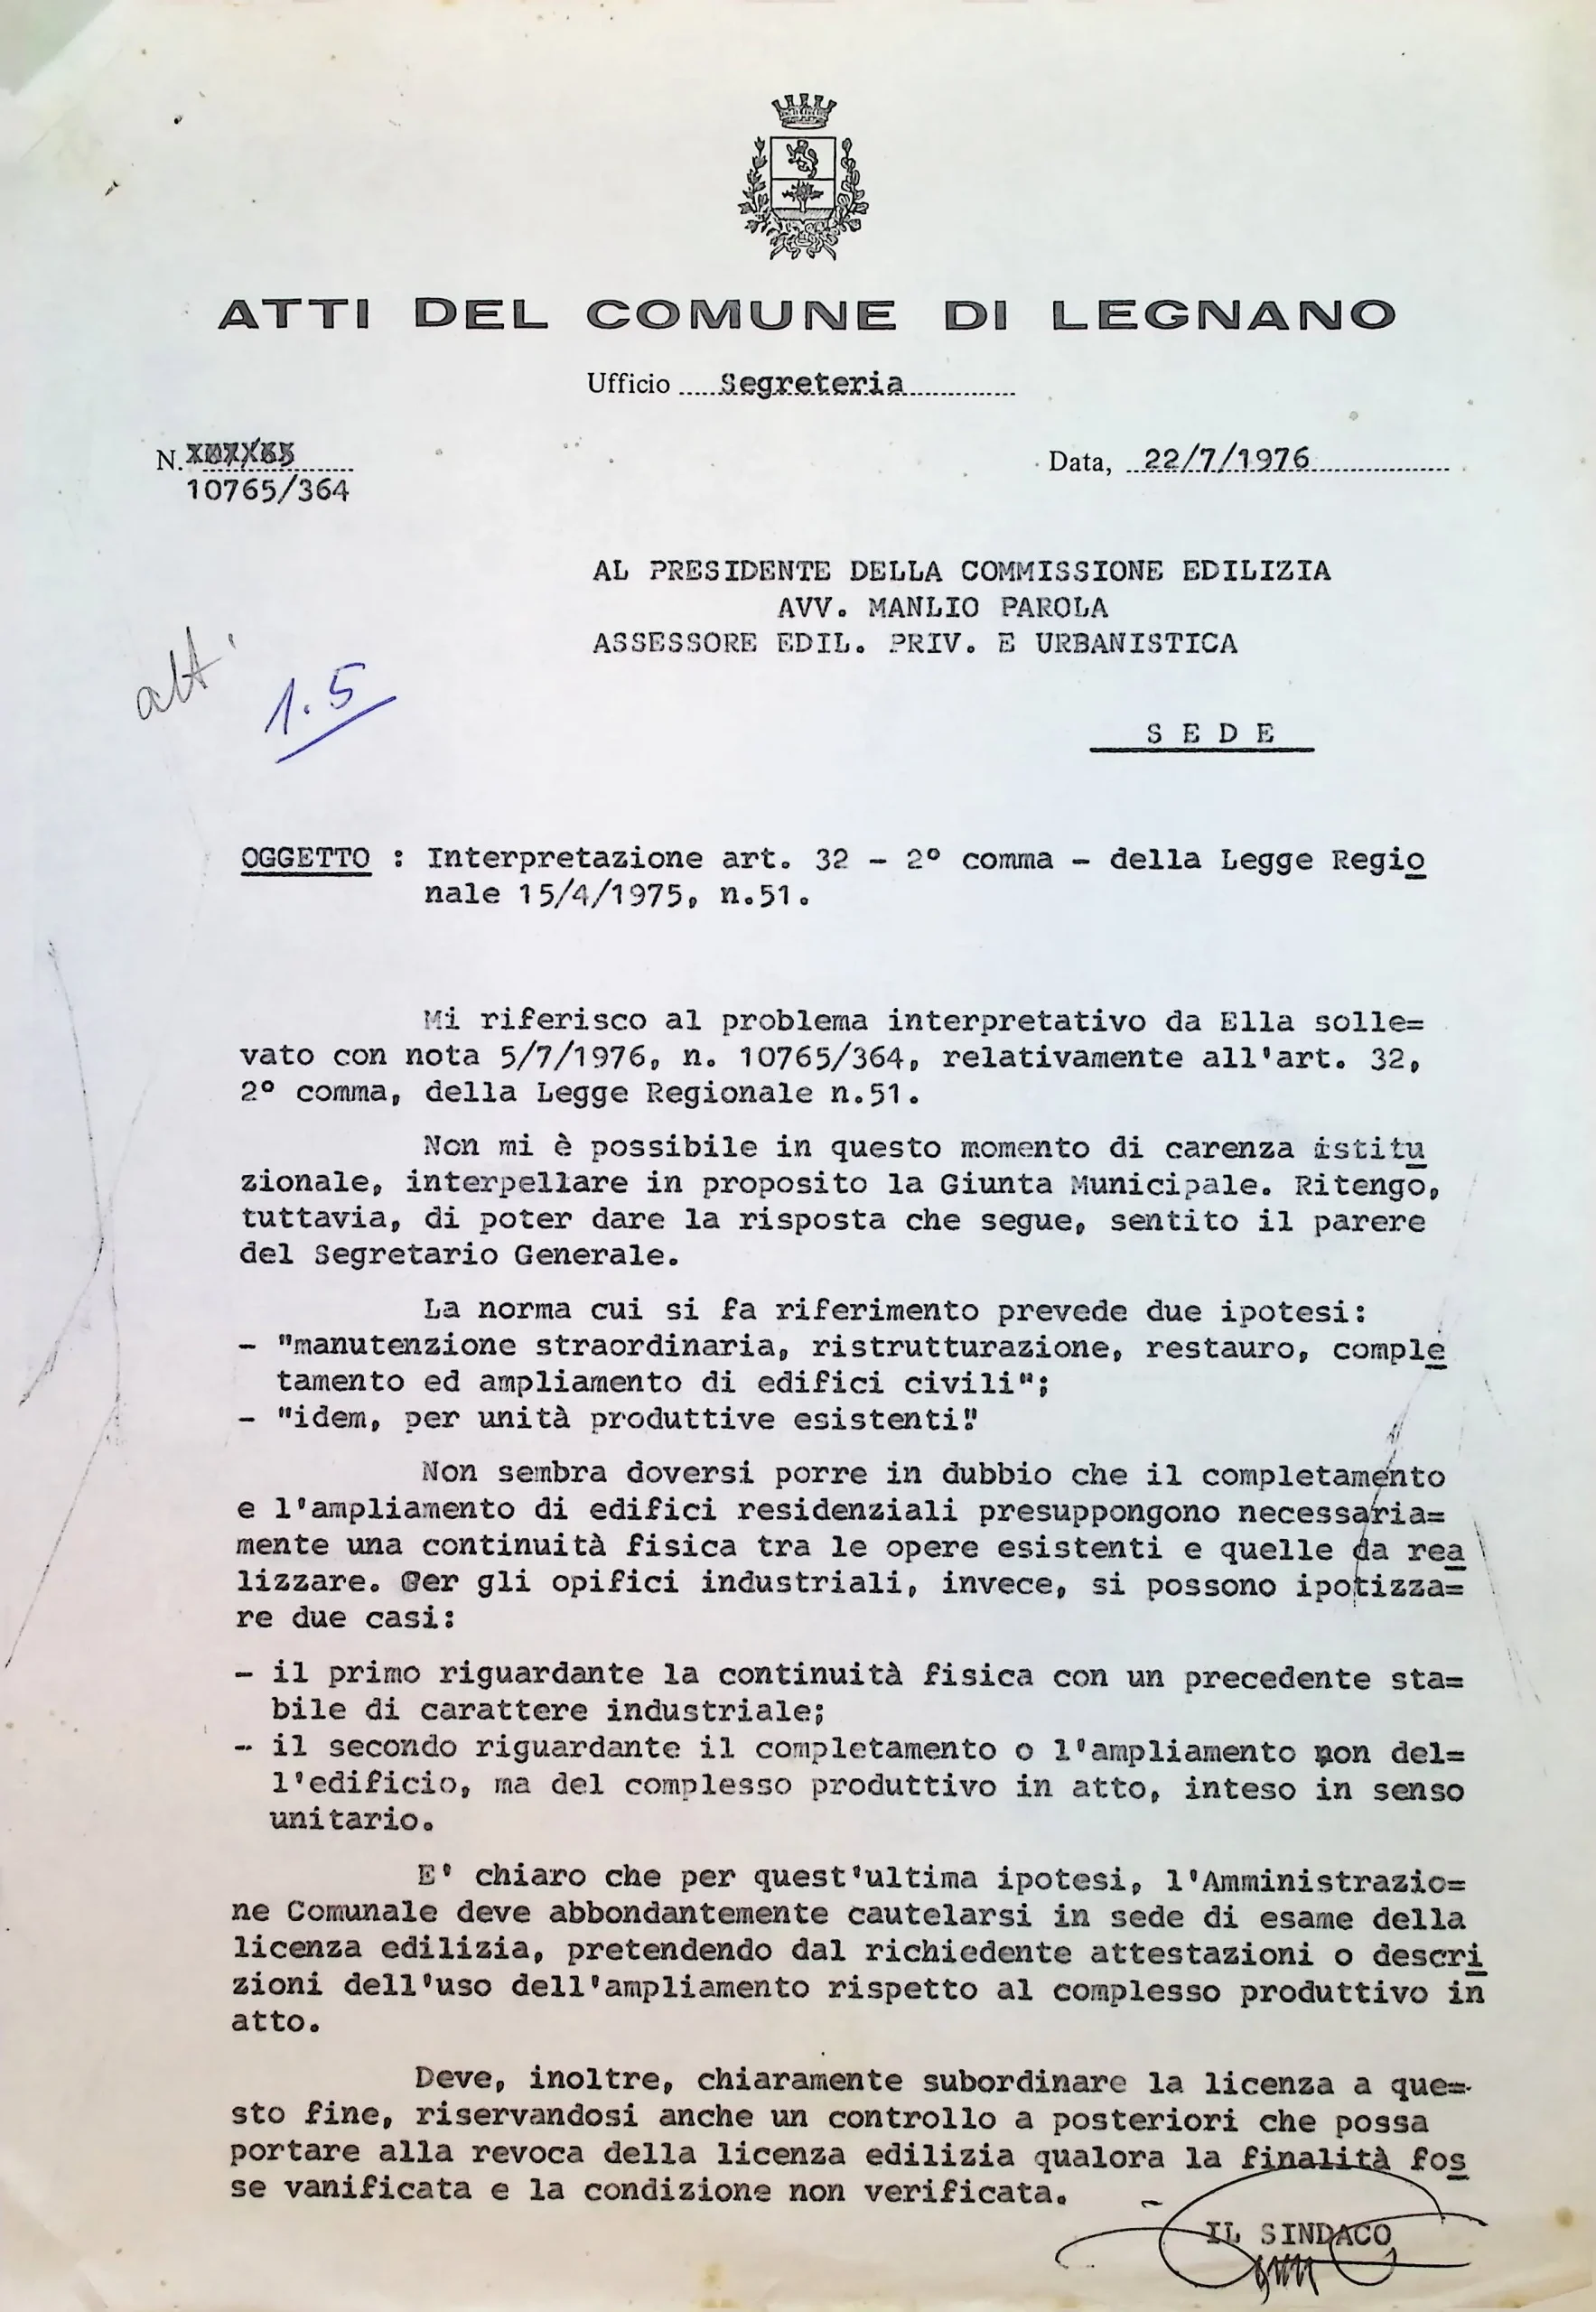 ATTI DEL COMUNE DI LEGNANO
Ufficio Segreteria
N.
10765/364
Data, 22/7/1976
AL PRESIDENTE DELLA COMMISSIONE EDILIZIA
AVV. MANLIO PAROLA
ASSESSORE EDIL. PRIV. E URBANISTICA
1.5
S E D E
OGGETTO : Interpretazione art. 32 - 2° comma - della Legge Regio
nale 15/4/1975, n.51.
Mi riferisco al problema interpretativo da Ella solle=
vato con nota 5/7/1976, n. 10765/364, relativamente all'art. 32,
2° comma, della Legge Regionale n.51.
Non mi è possibile in questo momento di carenza istitu
zionale, interpellare in proposito la Giunta Municipale. Ritengo,
tuttavia, di poter dare la risposta che segue, sentito il parere
del Segretario Generale.
La norma cui si fa riferimento prevede due ipotesi:
- "manutenzione straordinaria, ristrutturazione, restauro, comple
tamento ed ampliamento di edifici civili";
- "idem, per unità produttive esistenti"
Non sembra doversi porre in dubbio che il completamento
e l'ampliamento di edifici residenziali presuppongono necessaria=
mente una continuità fisica tra le opere esistenti e quelle da rea
lizzare. Per gli opifici industriali, invece, si possono ipotizza=
re due casi:
- il primo riguardante la continuità fisica con un precedente sta=
bile di carattere industriale;
- il secondo riguardante il completamento o l'ampliamento non del=
l'edificio, ma del complesso produttivo in atto, inteso in senso
unitario.
E' chiaro che per quest'ultima ipotesi, l'Amministrazio=
ne Comunale deve abbondantemente cautelarsi in sede di esame della
licenza edilizia, pretendendo dal richiedente attestazioni o descri
zioni dell'uso dell'ampliamento rispetto al complesso produttivo in
atto.
Deve, inoltre, chiaramente subordinare la licenza a que=
sto fine, riservandosi anche un controllo a posteriori che possa
portare alla revoca della licenza edilizia qualora la finalità fos
se vanificata e la condizione non verificata.
IL SINDACO